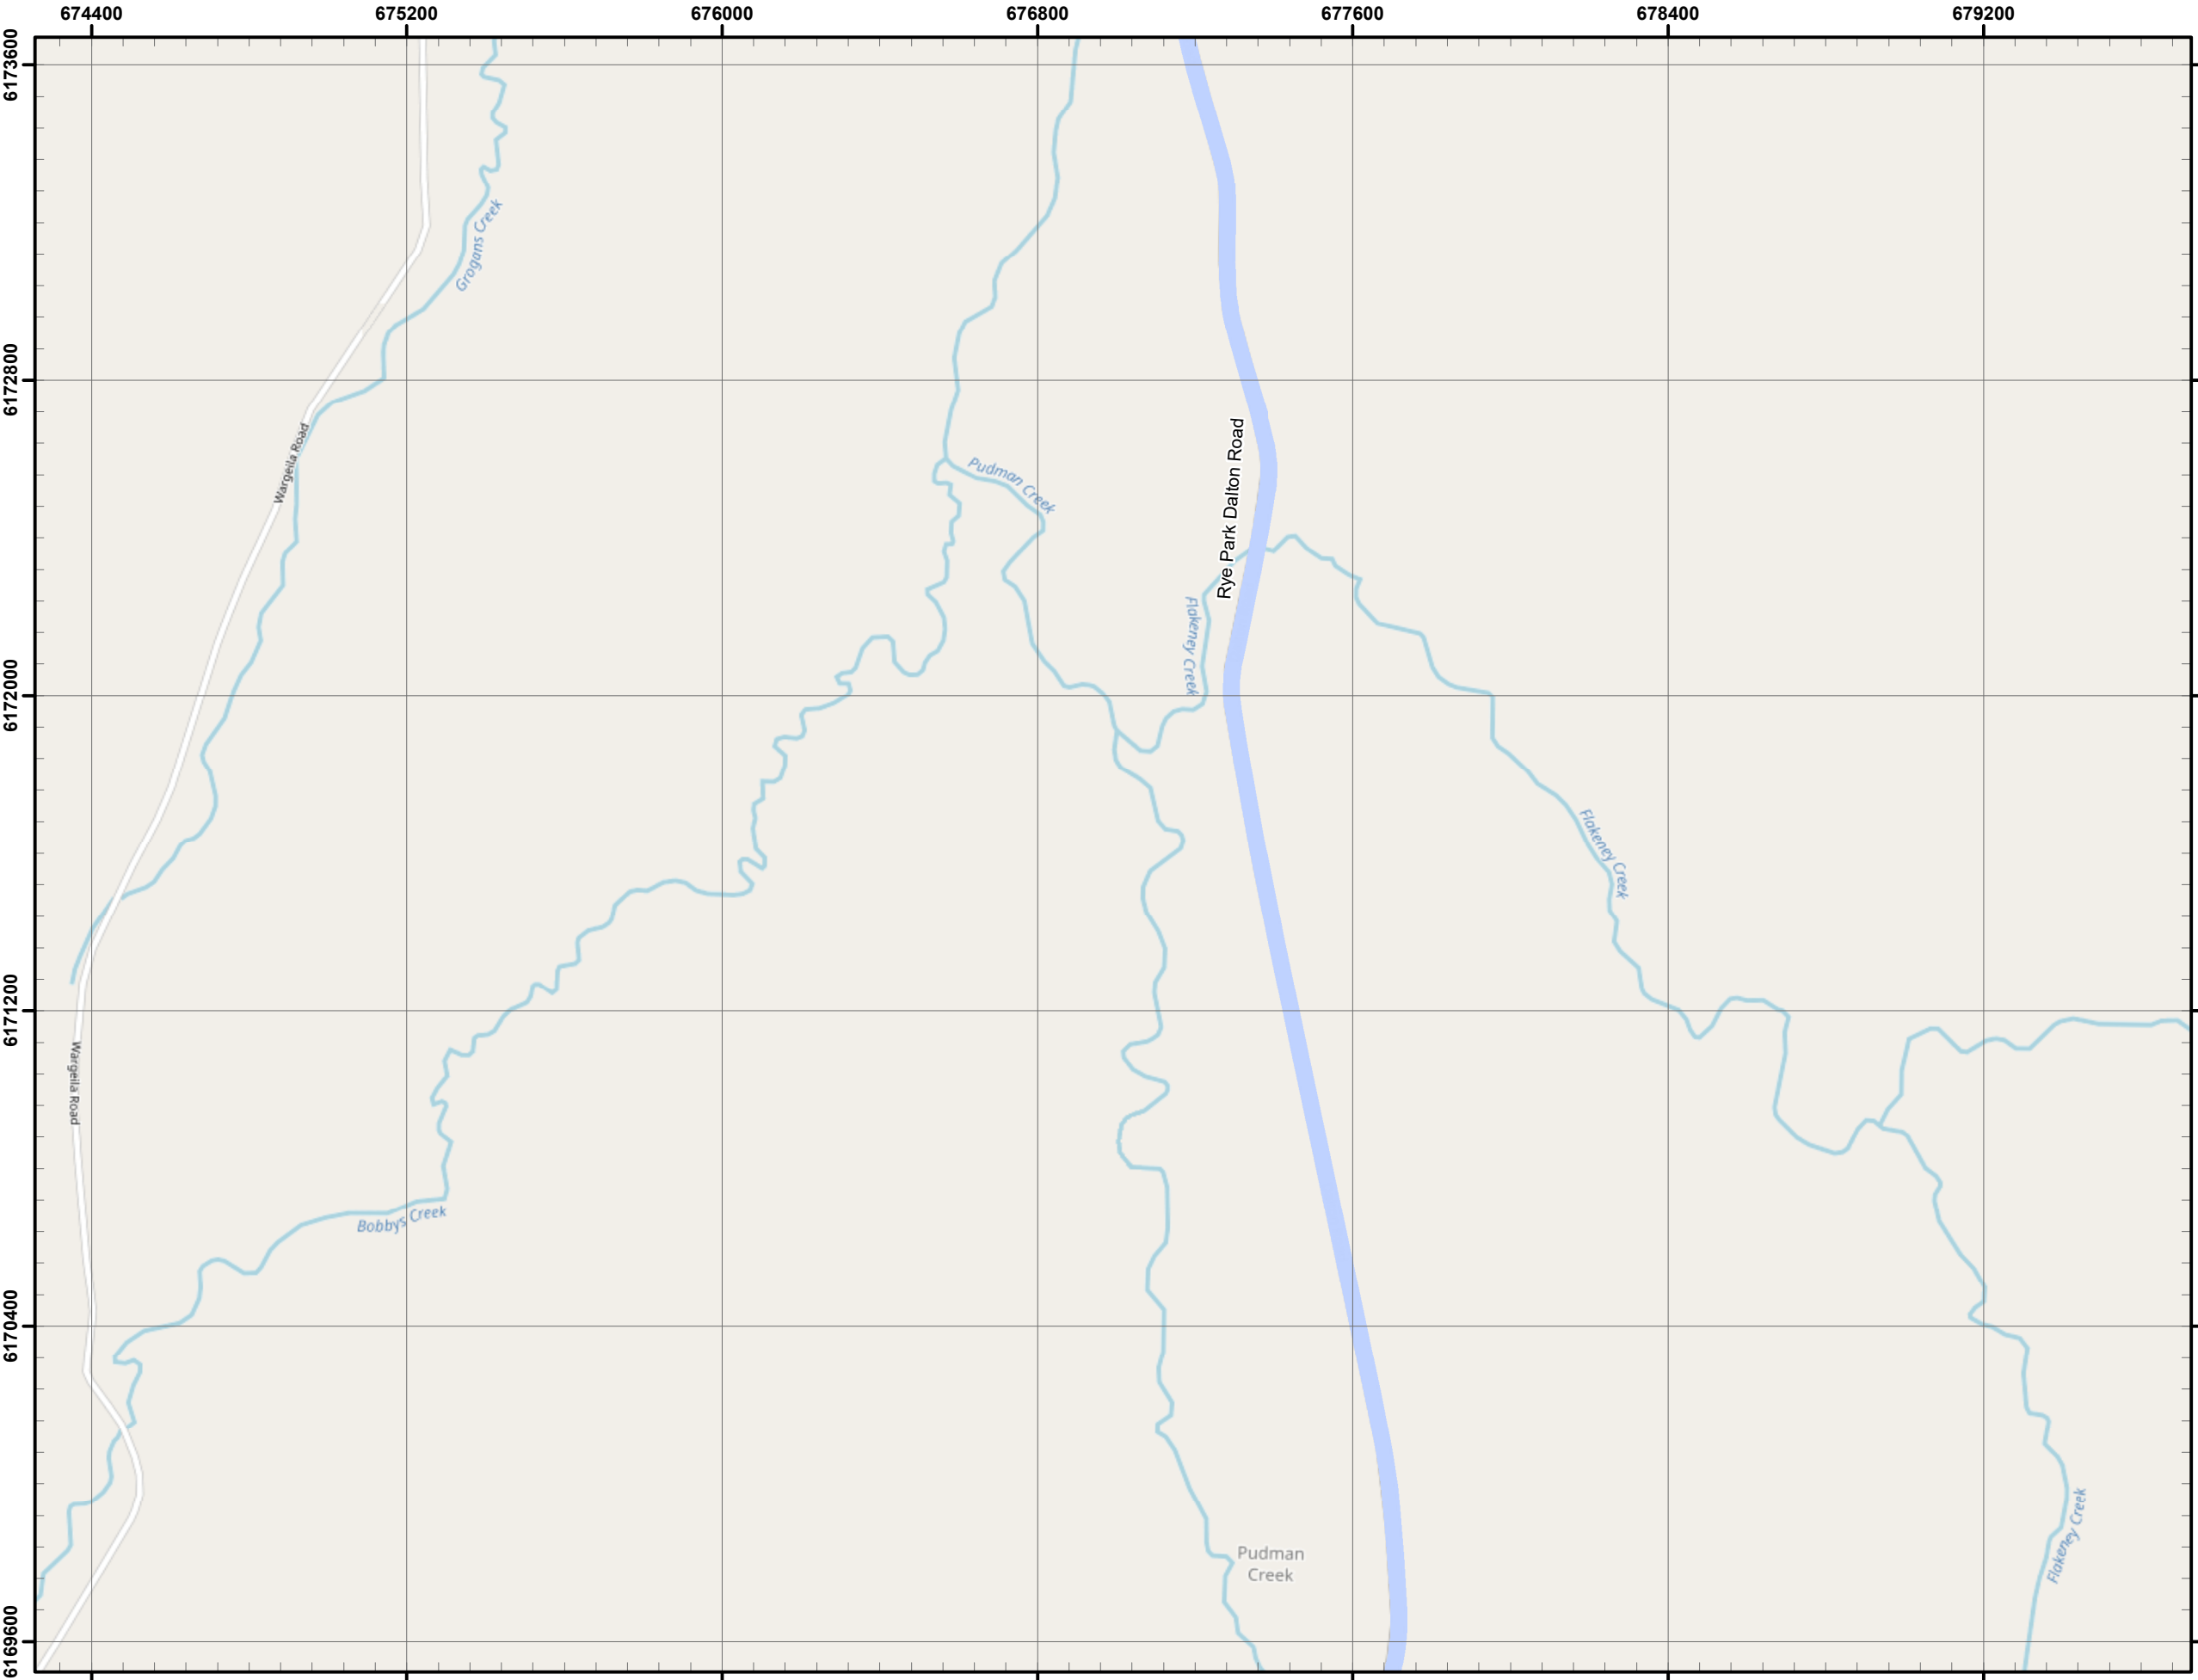 674400
675200
676000
676800
677600
678400
679200
6173600
6172800
6172000
6171200
6170400
6169600
Grogans Creek
Wargeila Road
Pudman Creek
Rye Park Dalton Road
Flakeney Creek
Flakeney Creek
Wargeila Road
Bobbys Creek
Flakeney Creek
Pudman
Creek